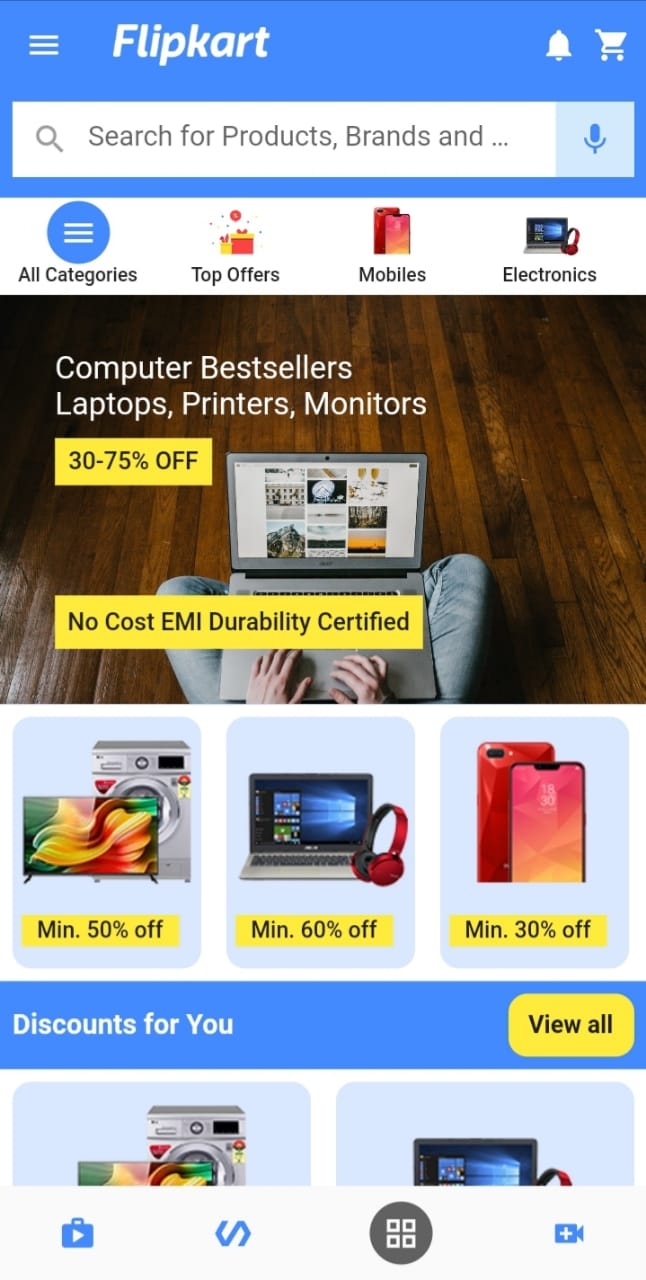 Flipkart
Search for Products, Brands and ...
All Categories
Top Offers
Mobiles
Electronics
Computer Bestsellers
Laptops, Printers, Monitors
30-75% OFF
No Cost EMI Durability Certified
18
30
Min. 50% off
Min. 60% off
Min. 30% off
Discounts for You
View all